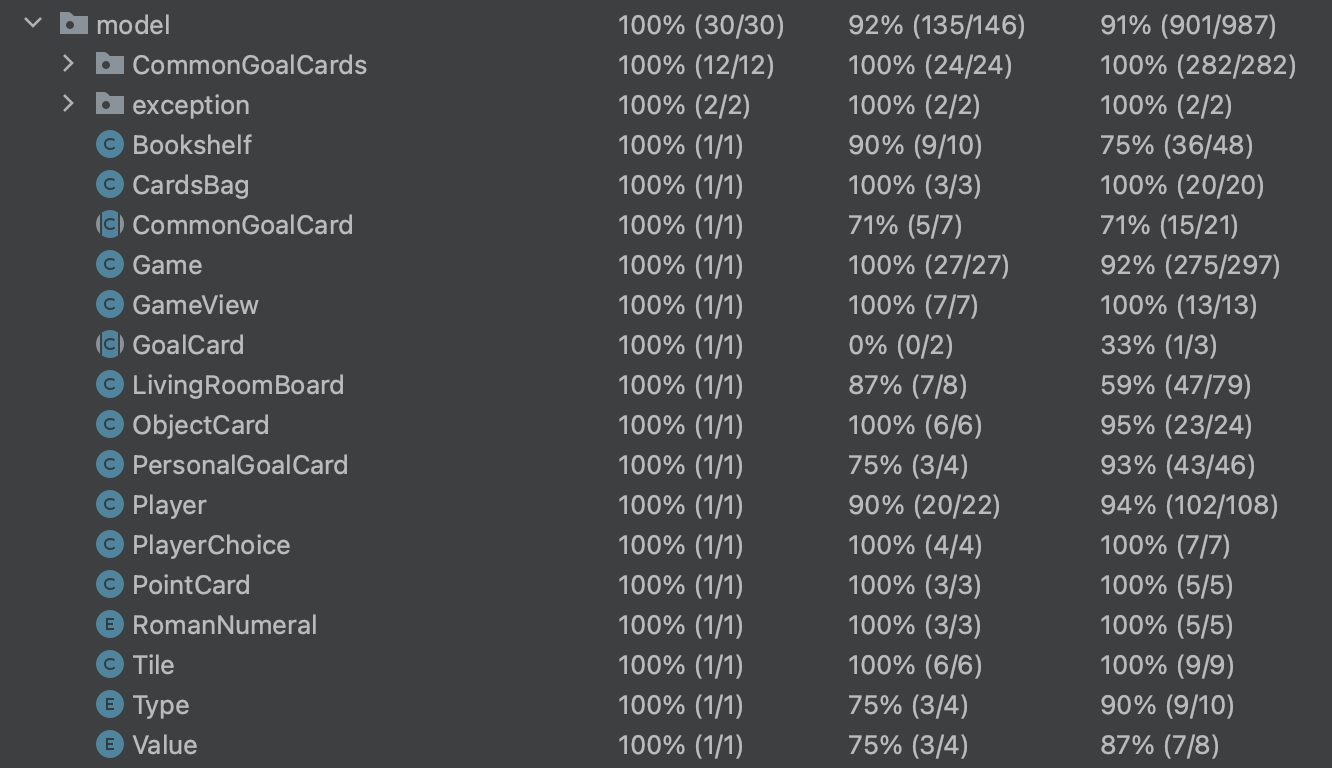 model 100% (30/30) 92% (135/146) 91% (901/987)
CommonGoalCards 100% (12/12) 100% (24/24) 100% (282/282)
exception 100% (2/2) 100% (2/2) 100% (2/2)
C Bookshelf 100% (1/1) 90% (9/10) 75% (36/48)
C CardsBag 100% (1/1) 100% (3/3) 100% (20/20)
C CommonGoalCard 100% (1/1) 71% (5/7) 71% (15/21)
C Game 100% (1/1) 100% (27/27) 92% (275/297)
C GameView 100% (1/1) 100% (7/7) 100% (13/13)
C GoalCard 100% (1/1) 0% (0/2) 33% (1/3)
C LivingRoomBoard 100% (1/1) 87% (7/8) 59% (47/79)
C ObjectCard 100% (1/1) 100% (6/6) 95% (23/24)
C PersonalGoalCard 100% (1/1) 75% (3/4) 93% (43/46)
C Player 100% (1/1) 90% (20/22) 94% (102/108)
C PlayerChoice 100% (1/1) 100% (4/4) 100% (7/7)
C PointCard 100% (1/1) 100% (3/3) 100% (5/5)
E RomanNumeral 100% (1/1) 100% (3/3) 100% (5/5)
C Tile 100% (1/1) 100% (6/6) 100% (9/9)
E Type 100% (1/1) 75% (3/4) 90% (9/10)
E Value 100% (1/1) 75% (3/4) 87% (7/8)